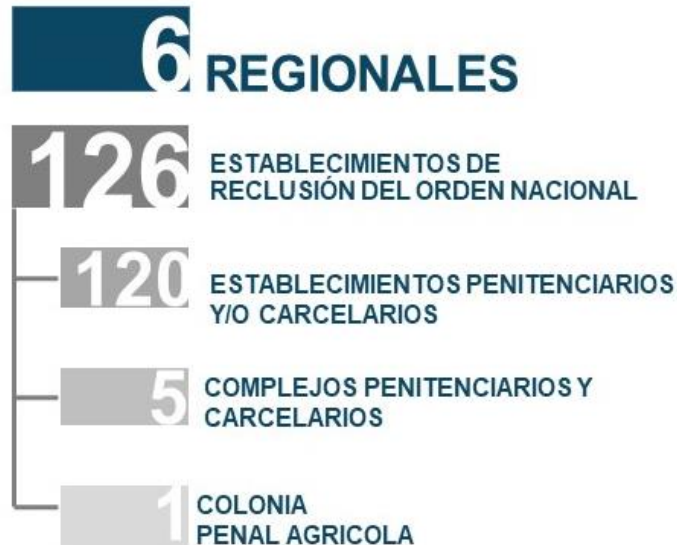 6 REGIONALES
126 ESTABLECIMIENTOS DE
RECLUSIÓN DEL ORDEN NACIONAL
120 ESTABLECIMIENTOS PENITENCIARIOS
Y/O CARCELARIOS
5 COMPLEJOS PENITENCIARIOS Y
CARCELARIOS
1 COLONIA
PENAL AGRICOLA